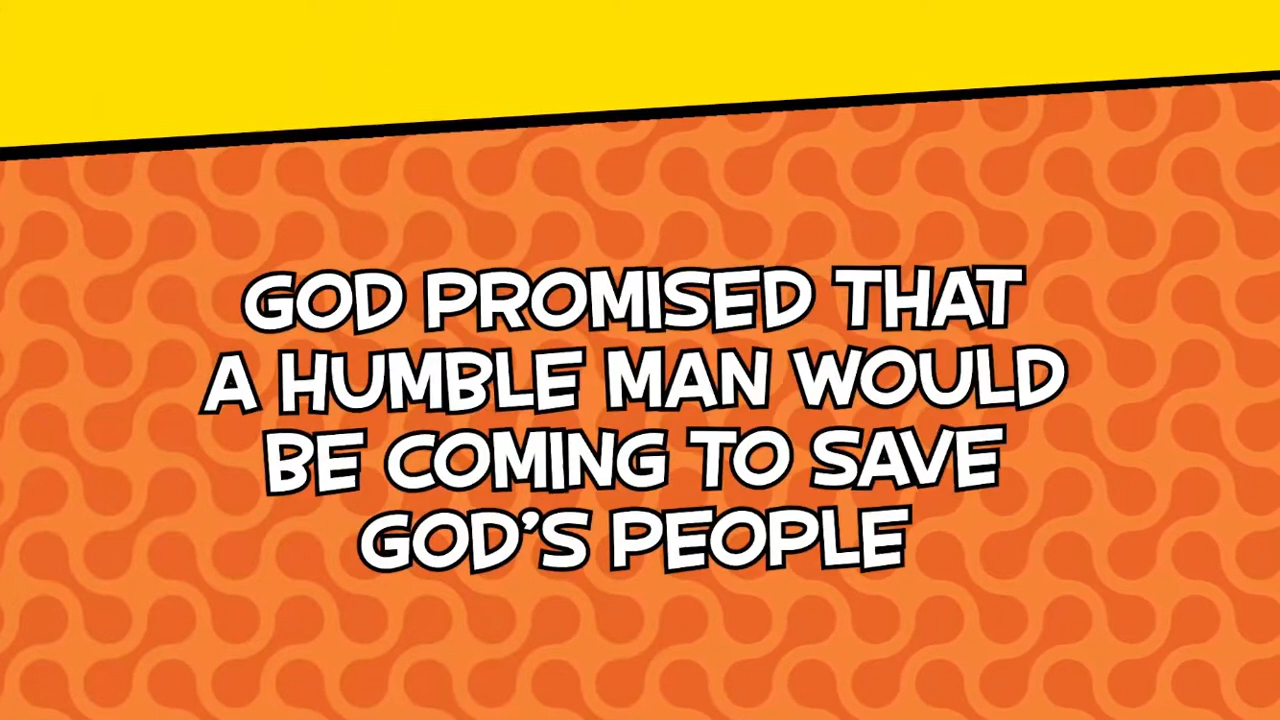 GOD PROMISED THAT
A HUMBLE MAN WOULD
BE COMING TO SAVE
GOD'S PEOPLE